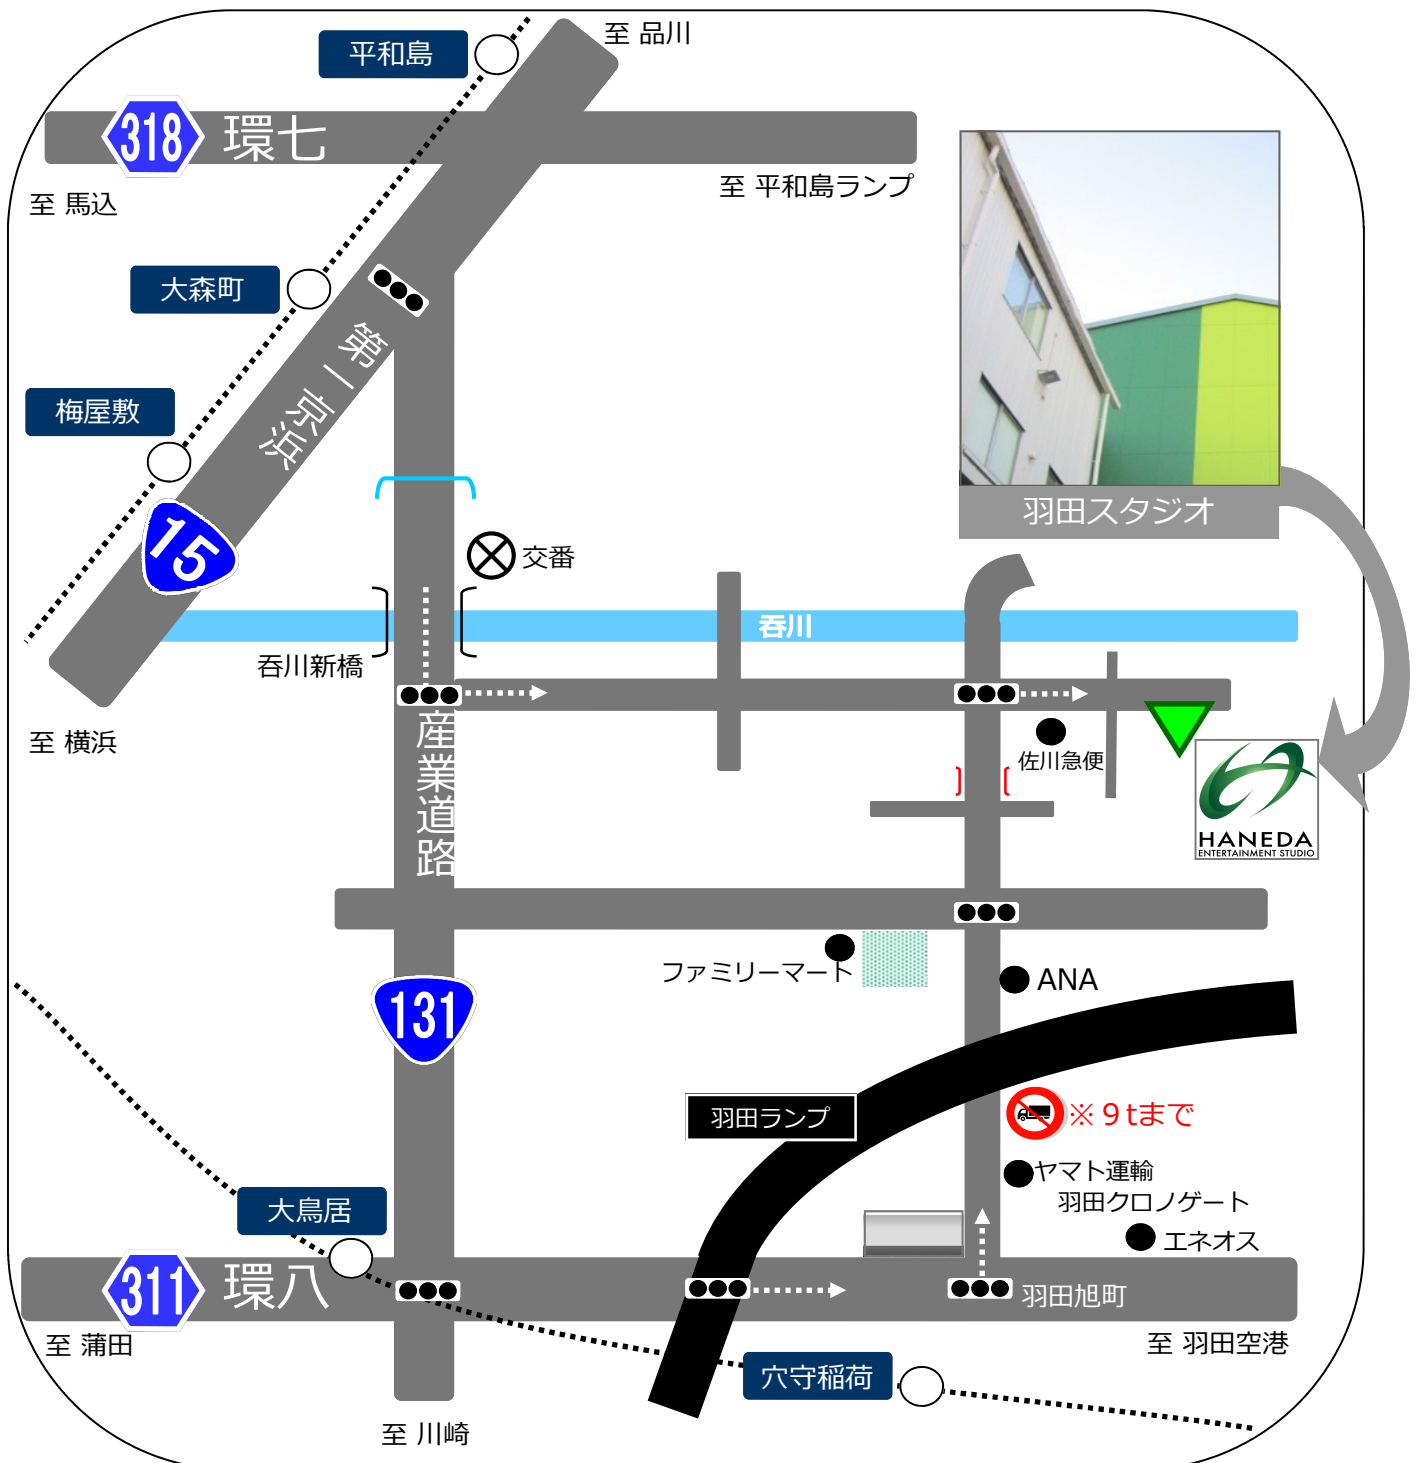 至 品川
平和島
318
環七
至 馬込
至 平和島ランプ
大森町
第一京浜
梅屋敷
羽田スタジオ
15
交番
呑川
呑川新橋
至 横浜
産業道路
佐川急便
HANEDA
ENTERTAINMENT STUDIO
ファミリーマート
ANA
131
羽田ランプ
※９tまで
ヤマト運輸
羽田クロノゲート
大鳥居
エネオス
311
環八
羽田旭町
至 蒲田
至 羽田空港
穴守稲荷
至 川崎